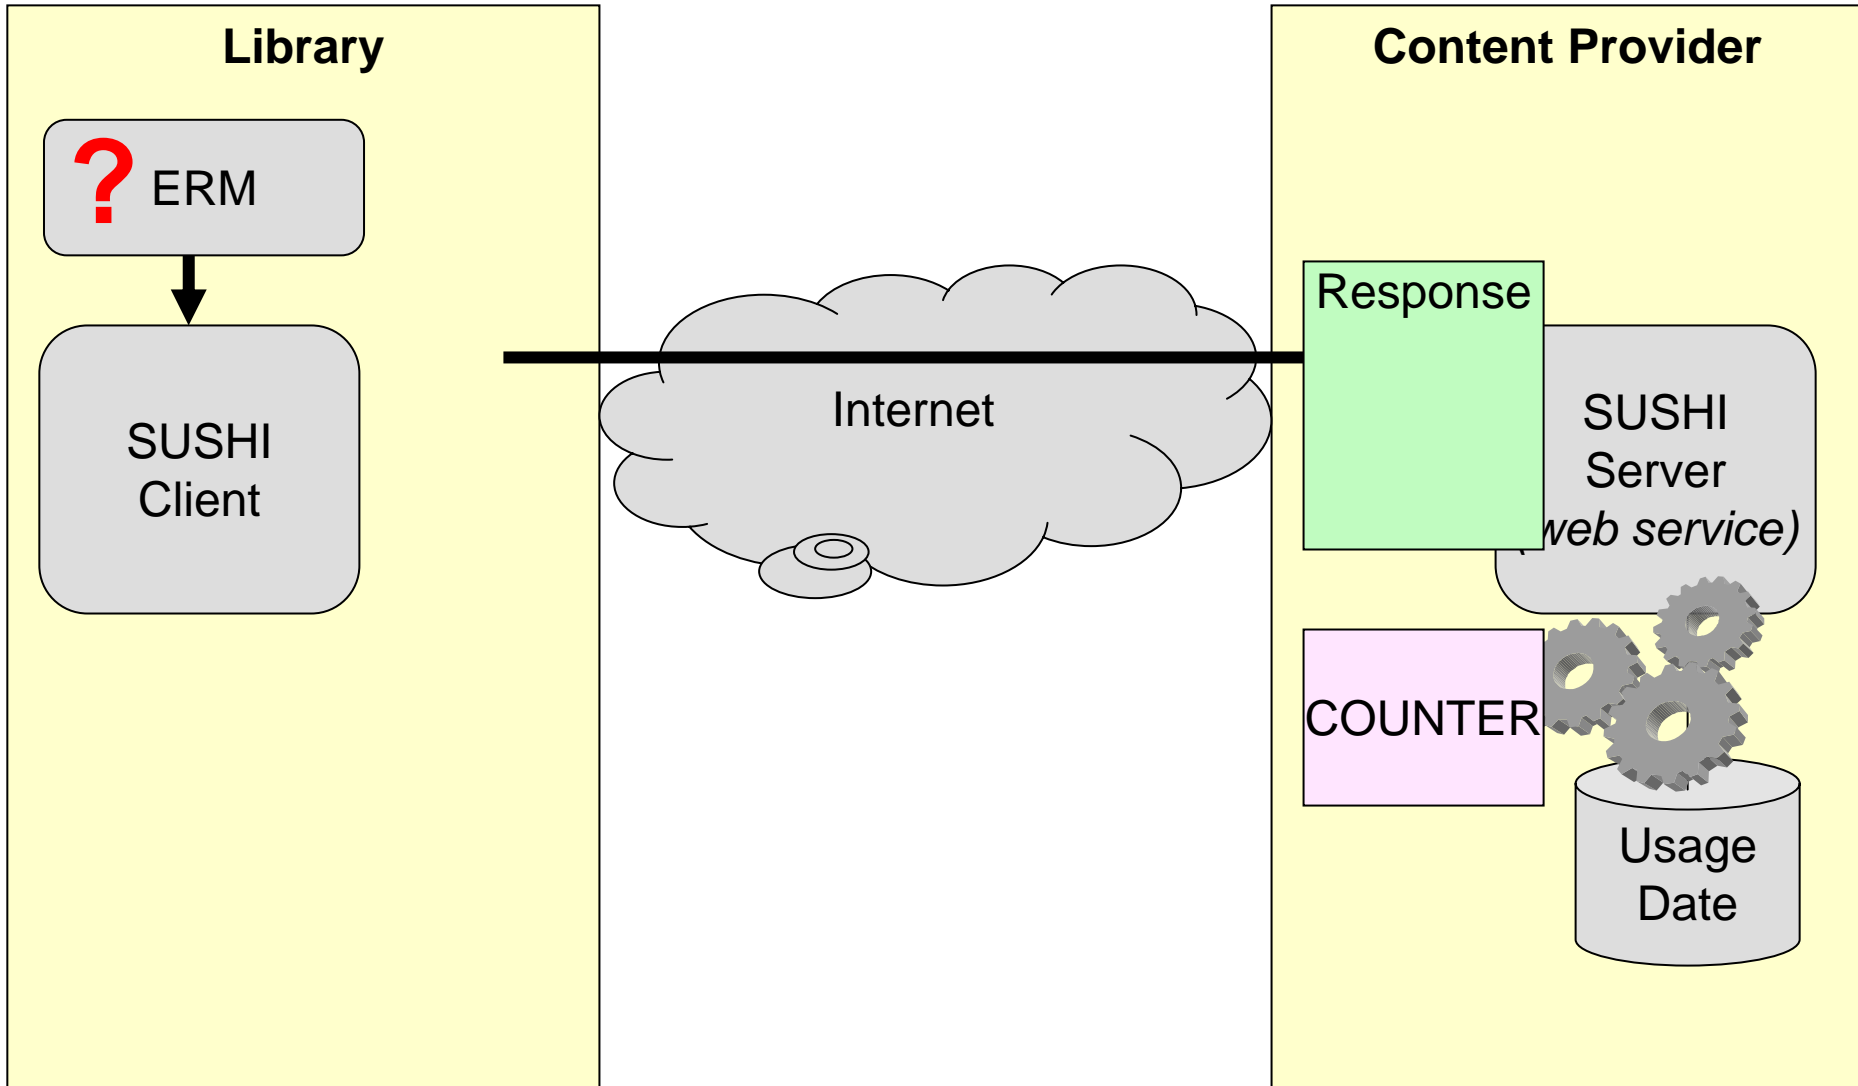 Library
? ERM
SUSHI
Client
Internet
Content Provider
Response
SUSHI
Server
(web service)
COUNTER
Usage
Date